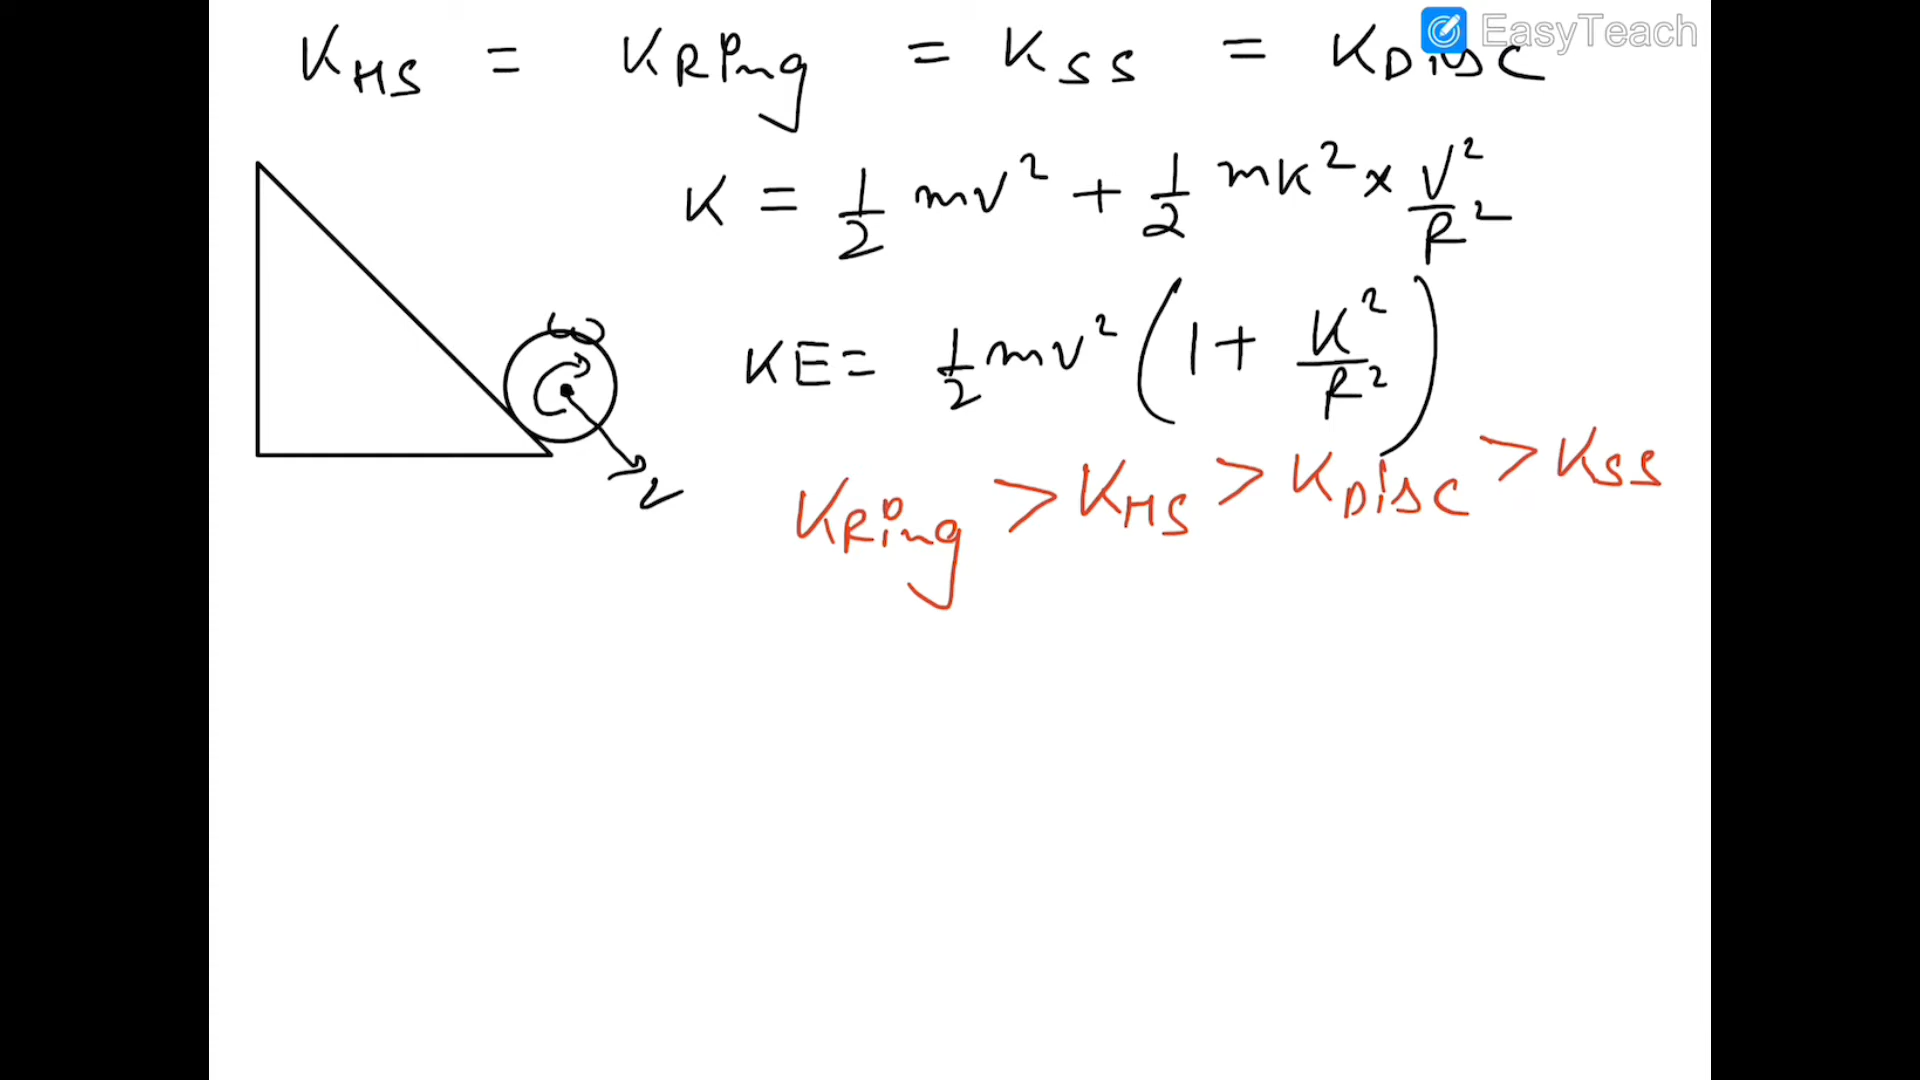 EasyTeach
K_HS = K_Ring = K_SS = K_Disc
K = 1/2 mv² + 1/2 mK² × V²/R²
KE = 1/2 mv² (1 + K²/R²)
ω
v
K_Ring > K_HS > K_Disc > K_SS